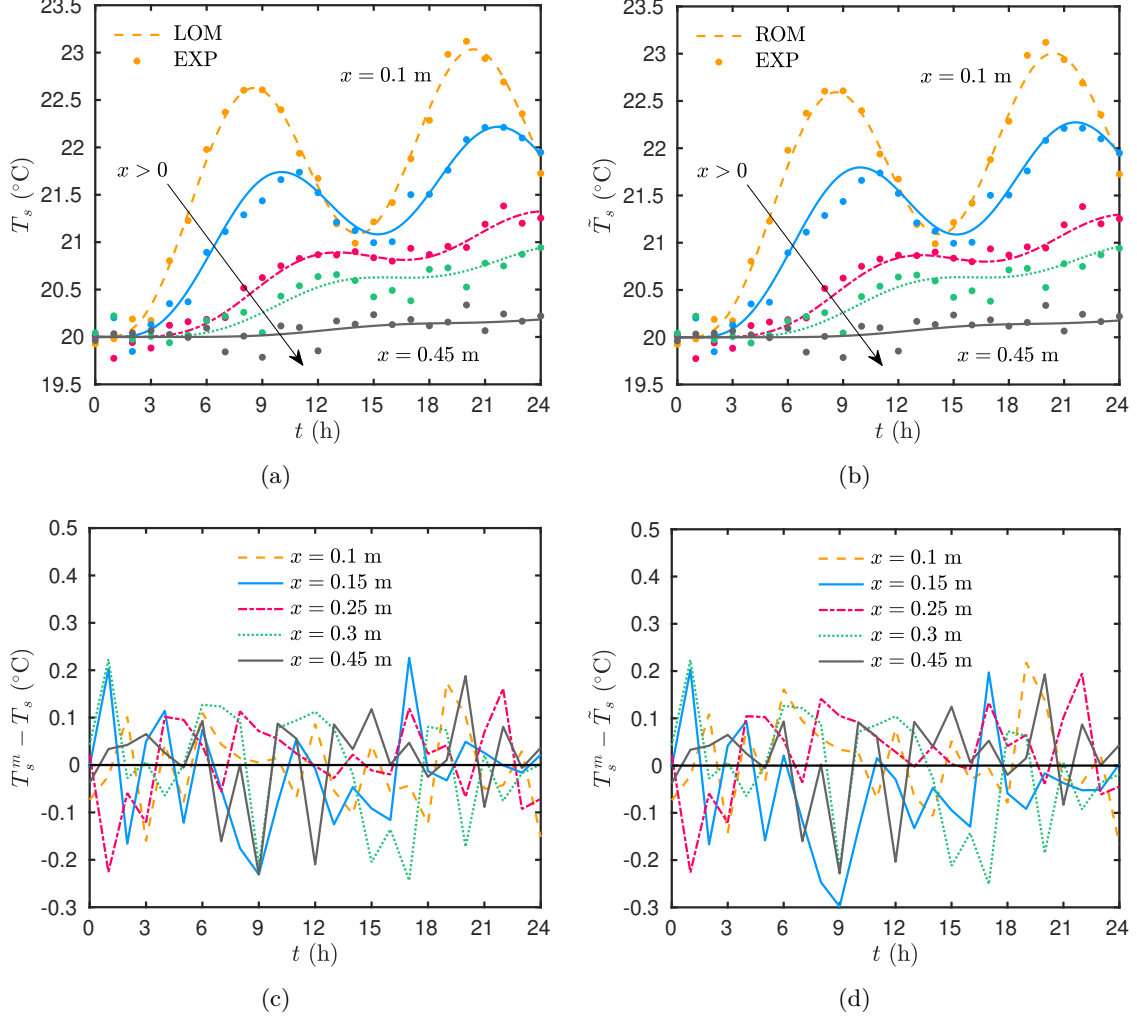 23.5
23
22.5
22
21.5
21
20.5
20
19.5
T_s (°C)
LOM
EXP
x = 0.1 m
x > 0
x = 0.45 m
0 3 6 9 12 15 18 21 24
t (h)
(a)
23.5
23
22.5
22
21.5
21
20.5
20
19.5
T̃_s (°C)
ROM
EXP
x = 0.1 m
x > 0
x = 0.45 m
0 3 6 9 12 15 18 21 24
t (h)
(b)
0.5
0.4
0.3
0.2
0.1
0
-0.1
-0.2
-0.3
T_s^m − T_s (°C)
x = 0.1 m
x = 0.15 m
x = 0.25 m
x = 0.3 m
x = 0.45 m
0 3 6 9 12 15 18 21 24
t (h)
(c)
0.5
0.4
0.3
0.2
0.1
0
-0.1
-0.2
-0.3
T_s^m − T̃_s (°C)
x = 0.1 m
x = 0.15 m
x = 0.25 m
x = 0.3 m
x = 0.45 m
0 3 6 9 12 15 18 21 24
t (h)
(d)